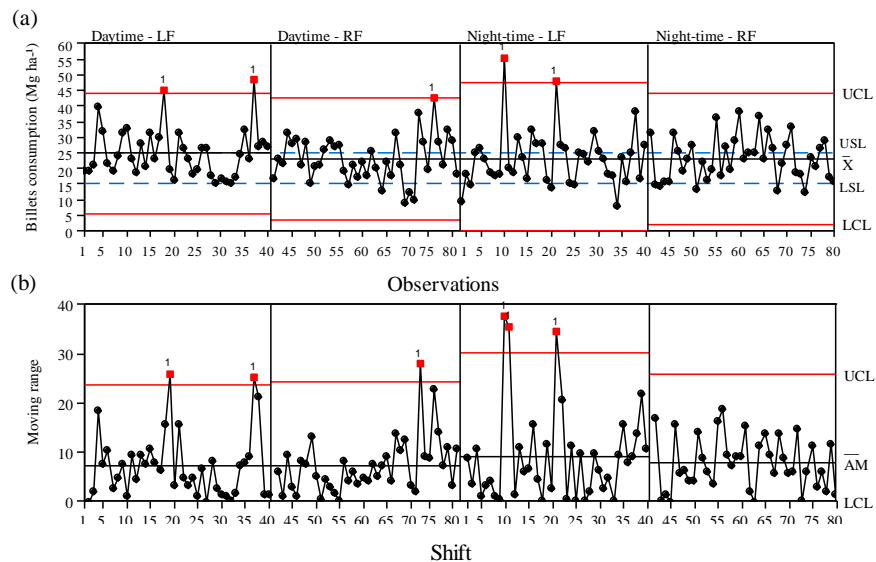 (a)
Daytime - LF Daytime - RF Night-time - LF Night-time - RF
Billets consumption (Mg ha⁻¹)
60
55
50
45
40
35
30
25
20
15
10
5
0
1 1 1 1 1
UCL
USL
X̅
LSL
LCL
1 5 10 15 20 25 30 35 40 45 50 55 60 65 70 75 80 1 5 10 15 20 25 30 35 40 45 50 55 60 65 70 75 80
Observations
(b)
Moving range
40
30
20
10
0
1 1 1 1 1 1
UCL
A̅M̅
LCL
1 5 10 15 20 25 30 35 40 45 50 55 60 65 70 75 80 1 5 10 15 20 25 30 35 40 45 50 55 60 65 70 75 80
Shift